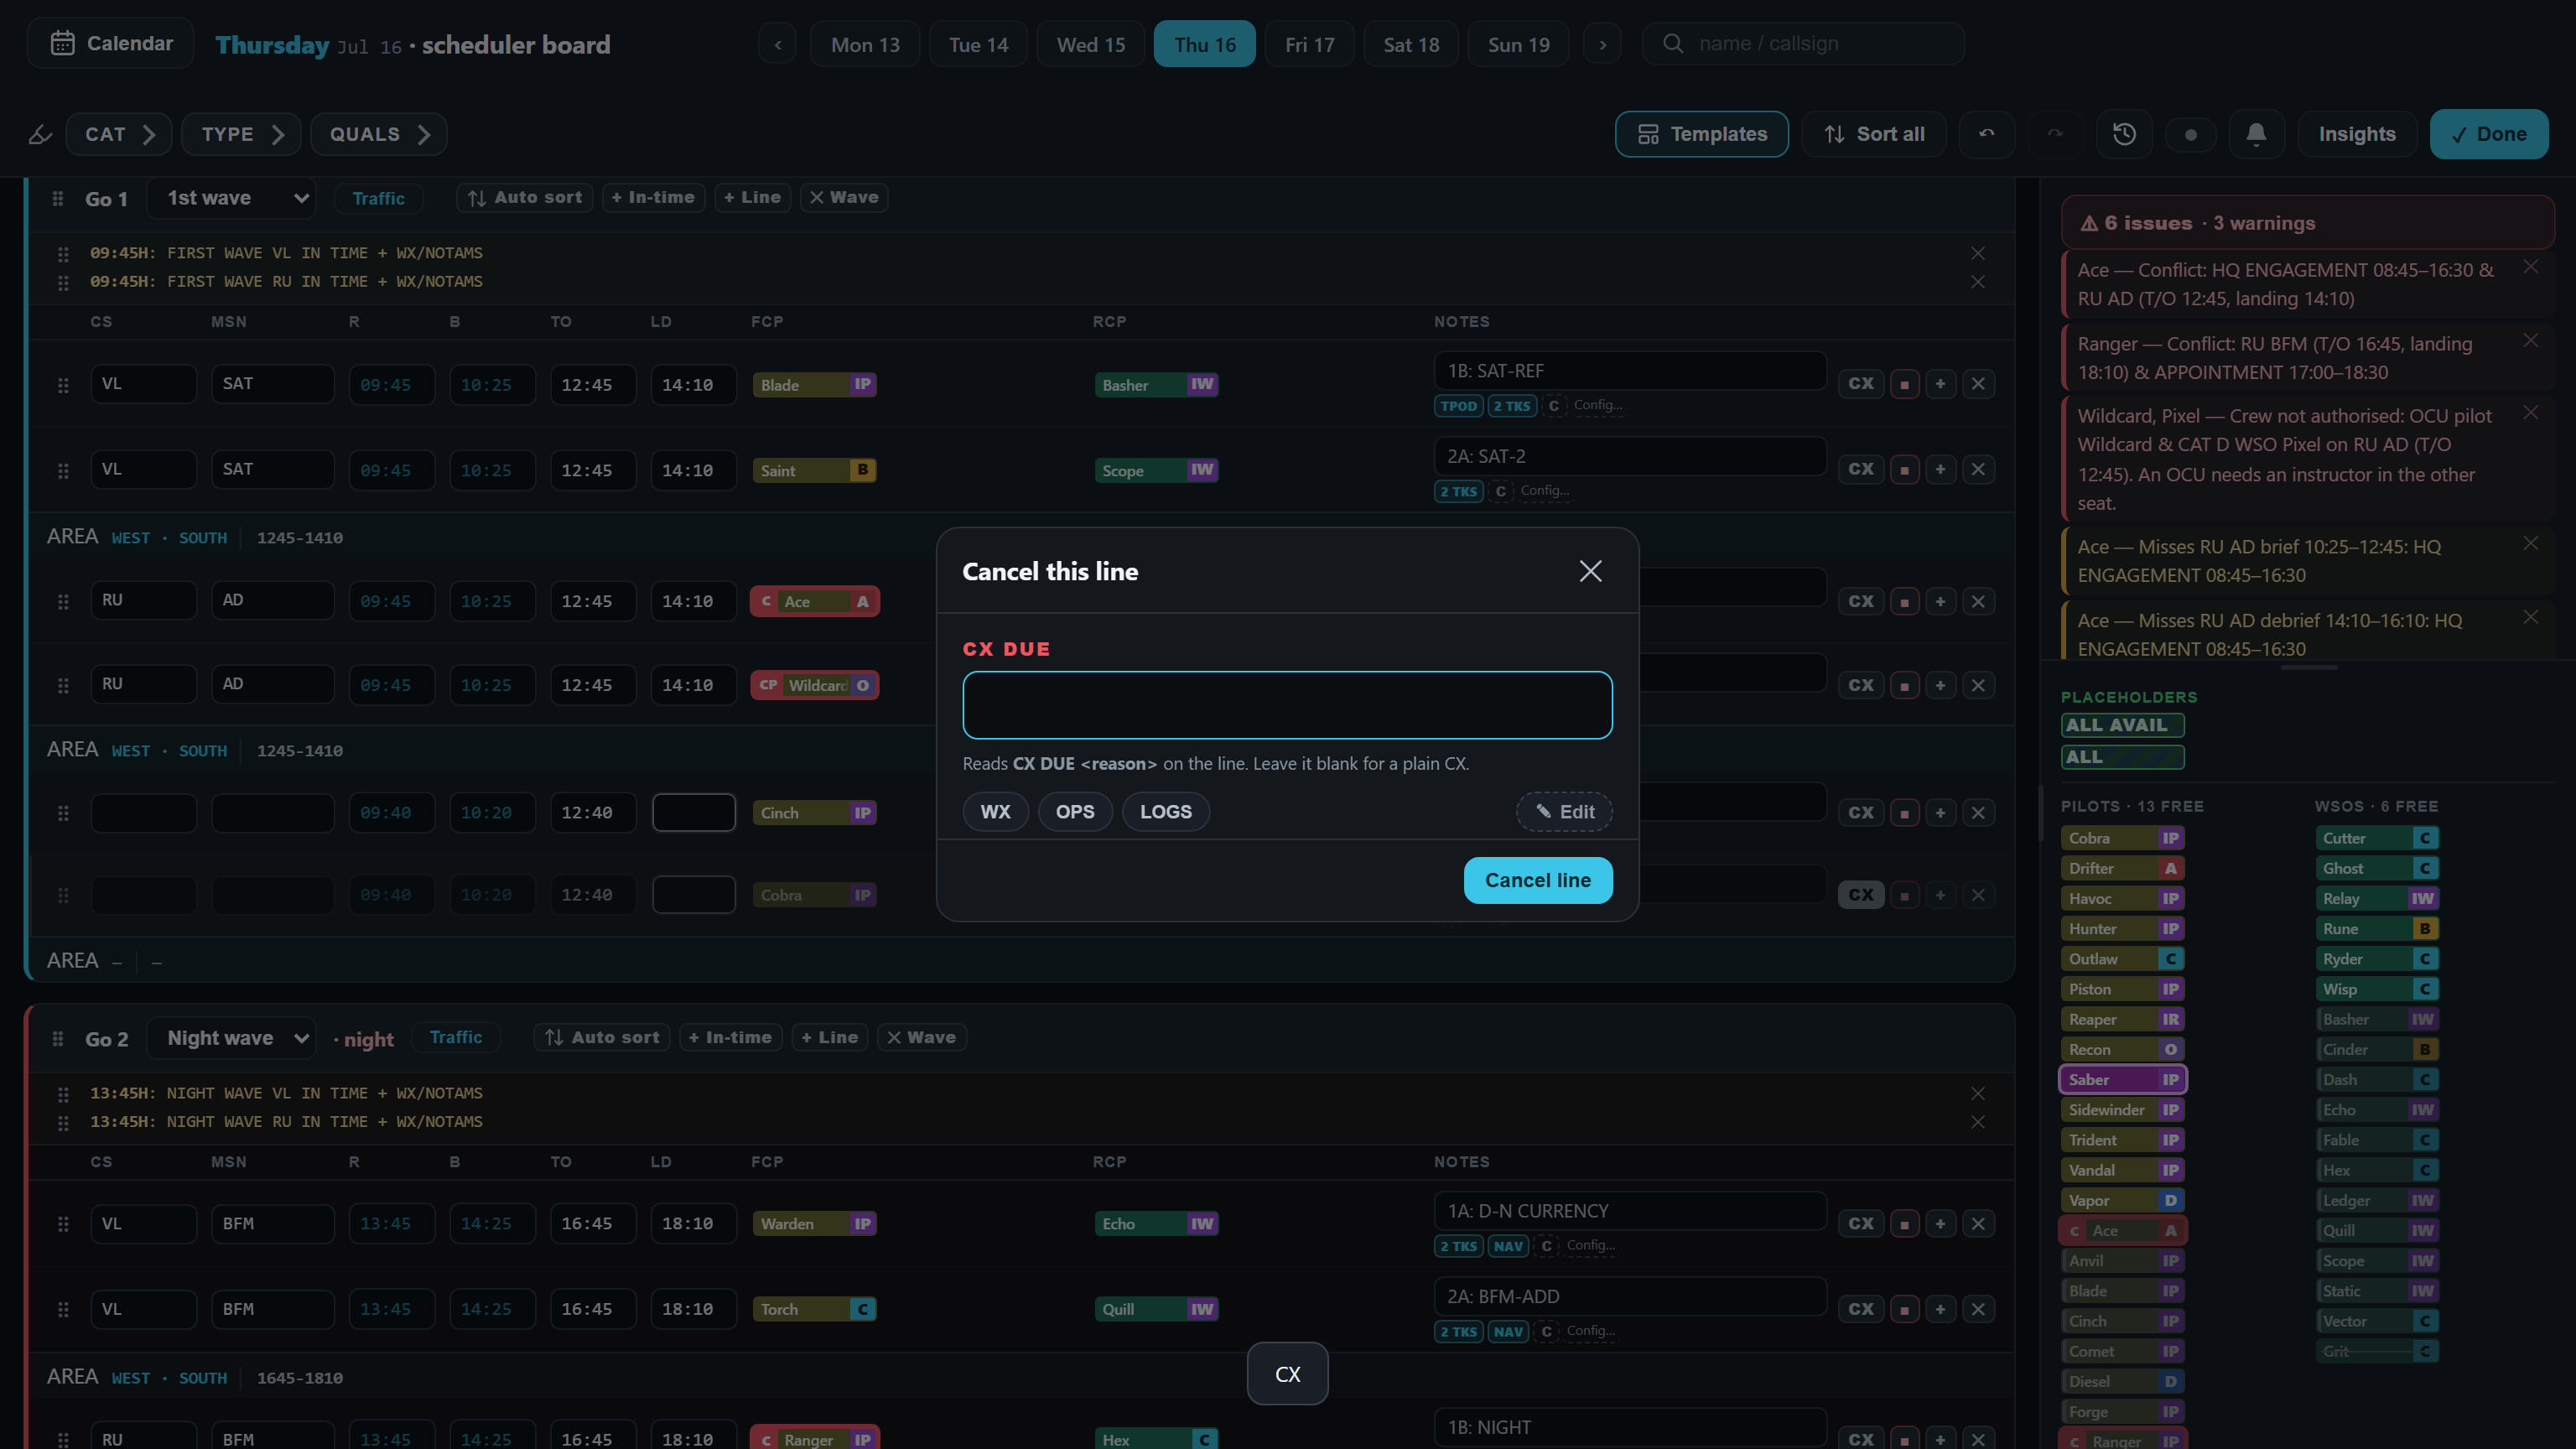 Calendar Thursday Jul 16 • scheduler board ‹ Mon 13 Tue 14 Wed 15 Thu 16 Fri 17 Sat 18 Sun 19 › name / callsign
CAT TYPE QUALS Templates Sort all Insights ✓ Done
Go 1 1st wave Traffic Auto sort + In-time + Line × Wave
09:45H: FIRST WAVE VL IN TIME + WX/NOTAMS
09:45H: FIRST WAVE RU IN TIME + WX/NOTAMS
CS MSN R B TO LD FCP RCP NOTES
VL SAT 09:45 10:25 12:45 14:10 Blade IP Basher IW 1B: SAT-REF CX + ×
TPOD 2 TKS C Config...
VL SAT 09:45 10:25 12:45 14:10 Saint B Scope IW 2A: SAT-2 CX + ×
2 TKS C Config...
AREA WEST · SOUTH 1245-1410
RU AD 09:45 10:25 12:45 14:10 C Ace A CX + ×
RU AD 09:45 10:25 12:45 14:10 CP Wildcard O CX + ×
AREA WEST · SOUTH 1245-1410
09:40 10:20 12:40 Cinch IP CX + ×
09:40 10:20 12:40 Cobra IP CX + ×
AREA – –
Go 2 Night wave · night Traffic Auto sort + In-time + Line × Wave
13:45H: NIGHT WAVE VL IN TIME + WX/NOTAMS
13:45H: NIGHT WAVE RU IN TIME + WX/NOTAMS
CS MSN R B TO LD FCP RCP NOTES
VL BFM 13:45 14:25 16:45 18:10 Warden IP Echo IW 1A: D-N CURRENCY CX + ×
2 TKS NAV C Config...
VL BFM 13:45 14:25 16:45 18:10 Torch C Quill IW 2A: BFM-ADD CX + ×
2 TKS NAV C Config...
AREA WEST · SOUTH 1645-1810
RU BFM 13:45 14:25 16:45 18:10 C Ranger IP Hex C 1B: NIGHT CX + ×
Cancel this line
CX DUE
Reads CX DUE <reason> on the line. Leave it blank for a plain CX.
WX OPS LOGS Edit
Cancel line
CX
⚠ 6 issues · 3 warnings
Ace — Conflict: HQ ENGAGEMENT 08:45–16:30 &
RU AD (T/O 12:45, landing 14:10)
Ranger — Conflict: RU BFM (T/O 16:45, landing
18:10) & APPOINTMENT 17:00–18:30
Wildcard, Pixel — Crew not authorised: OCU pilot
Wildcard & CAT D WSO Pixel on RU AD (T/O
12:45). An OCU needs an instructor in the other
seat.
Ace — Misses RU AD brief 10:25–12:45: HQ
ENGAGEMENT 08:45–16:30
Ace — Misses RU AD debrief 14:10–16:10: HQ
ENGAGEMENT 08:45–16:30
PLACEHOLDERS
ALL AVAIL
ALL
PILOTS · 13 FREE WSOS · 6 FREE
Cobra IP Cutter C
Drifter A Ghost C
Havoc IP Relay IW
Hunter IP Rune B
Outlaw C Ryder C
Piston IP Wisp C
Reaper IR Basher IW
Recon O Cinder B
Saber IP Dash C
Sidewinder IP Echo IW
Trident IP Fable C
Vandal IP Hex C
Vapor D Ledger IW
C Ace A Quill IW
Anvil IP Scope IW
Blade IP Static IW
Cinch IP Vector C
Comet IP Grit C
Diesel D
Forge IP
C Ranger IP